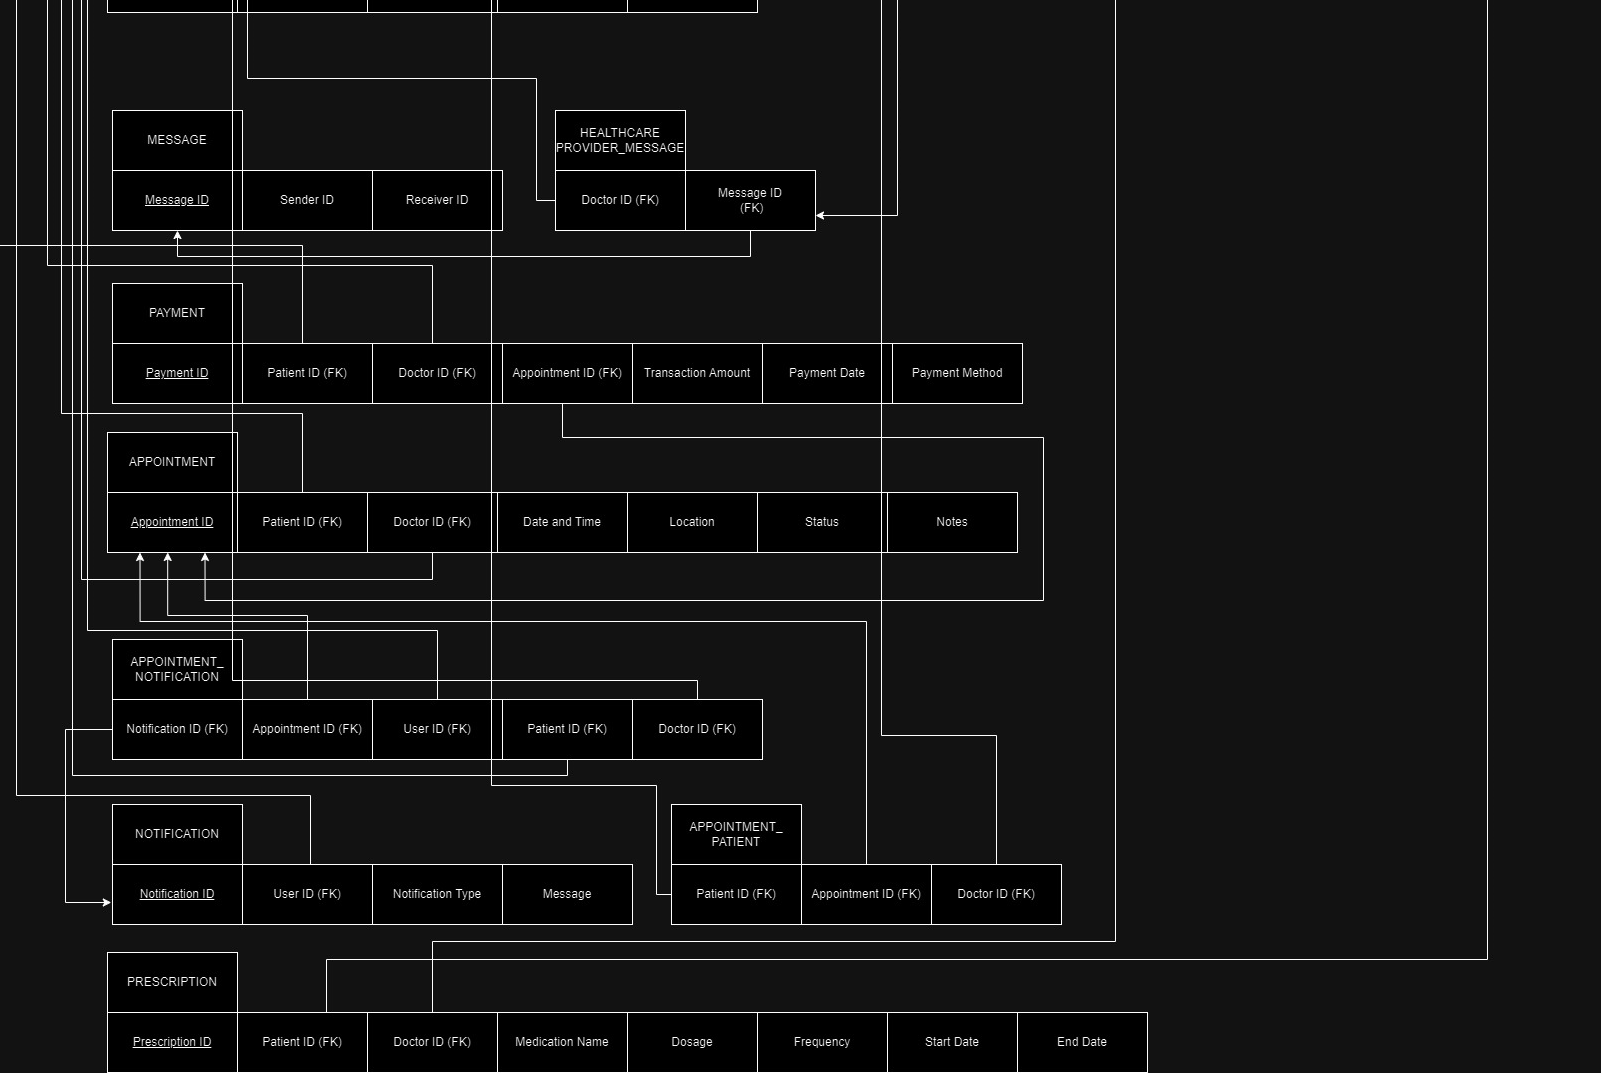 MESSAGE
HEALTHCARE
PROVIDER_MESSAGE
Message ID
Sender ID
Receiver ID
Doctor ID (FK)
Message ID
(FK)
PAYMENT
Payment ID
Patient ID (FK)
Doctor ID (FK)
Appointment ID (FK)
Transaction Amount
Payment Date
Payment Method
APPOINTMENT
Appointment ID
Patient ID (FK)
Doctor ID (FK)
Date and Time
Location
Status
Notes
APPOINTMENT_
NOTIFICATION
Notification ID (FK)
Appointment ID (FK)
User ID (FK)
Patient ID (FK)
Doctor ID (FK)
NOTIFICATION
Notification ID
User ID (FK)
Notification Type
Message
APPOINTMENT_
PATIENT
Patient ID (FK)
Appointment ID (FK)
Doctor ID (FK)
PRESCRIPTION
Prescription ID
Patient ID (FK)
Doctor ID (FK)
Medication Name
Dosage
Frequency
Start Date
End Date